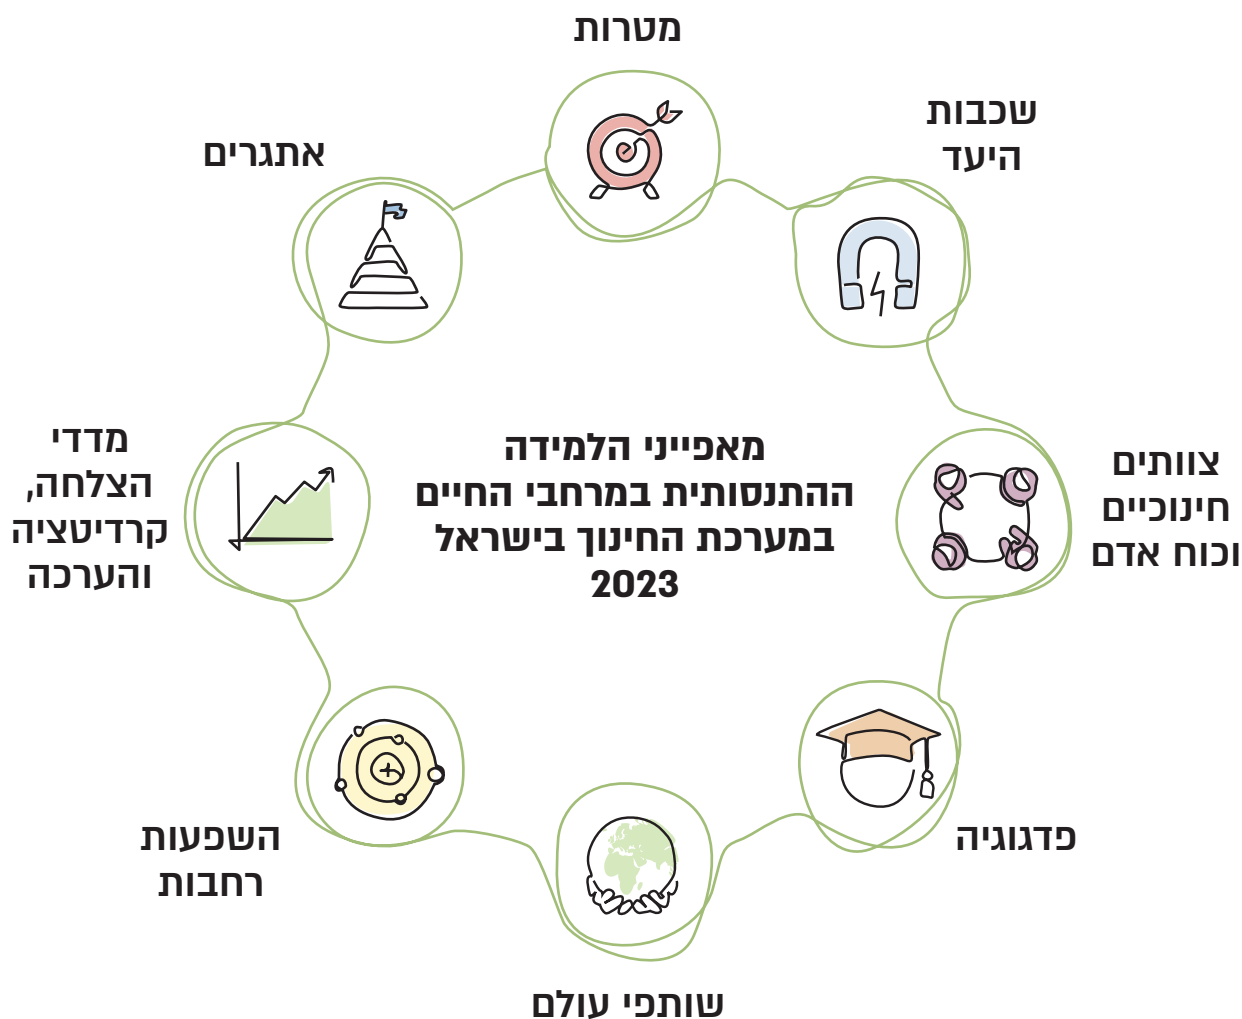 מטרות
שכבות
היעד
צוותים
חינוכיים
וכוח אדם
פדגוגיה
שותפי עולם
השפעות
רחבות
מדדי
הצלחה,
קרדיטציה
והערכה
אתגרים
מאפייני הלמידה
ההתנסותית במרחבי החיים
במערכת החינוך בישראל
2023